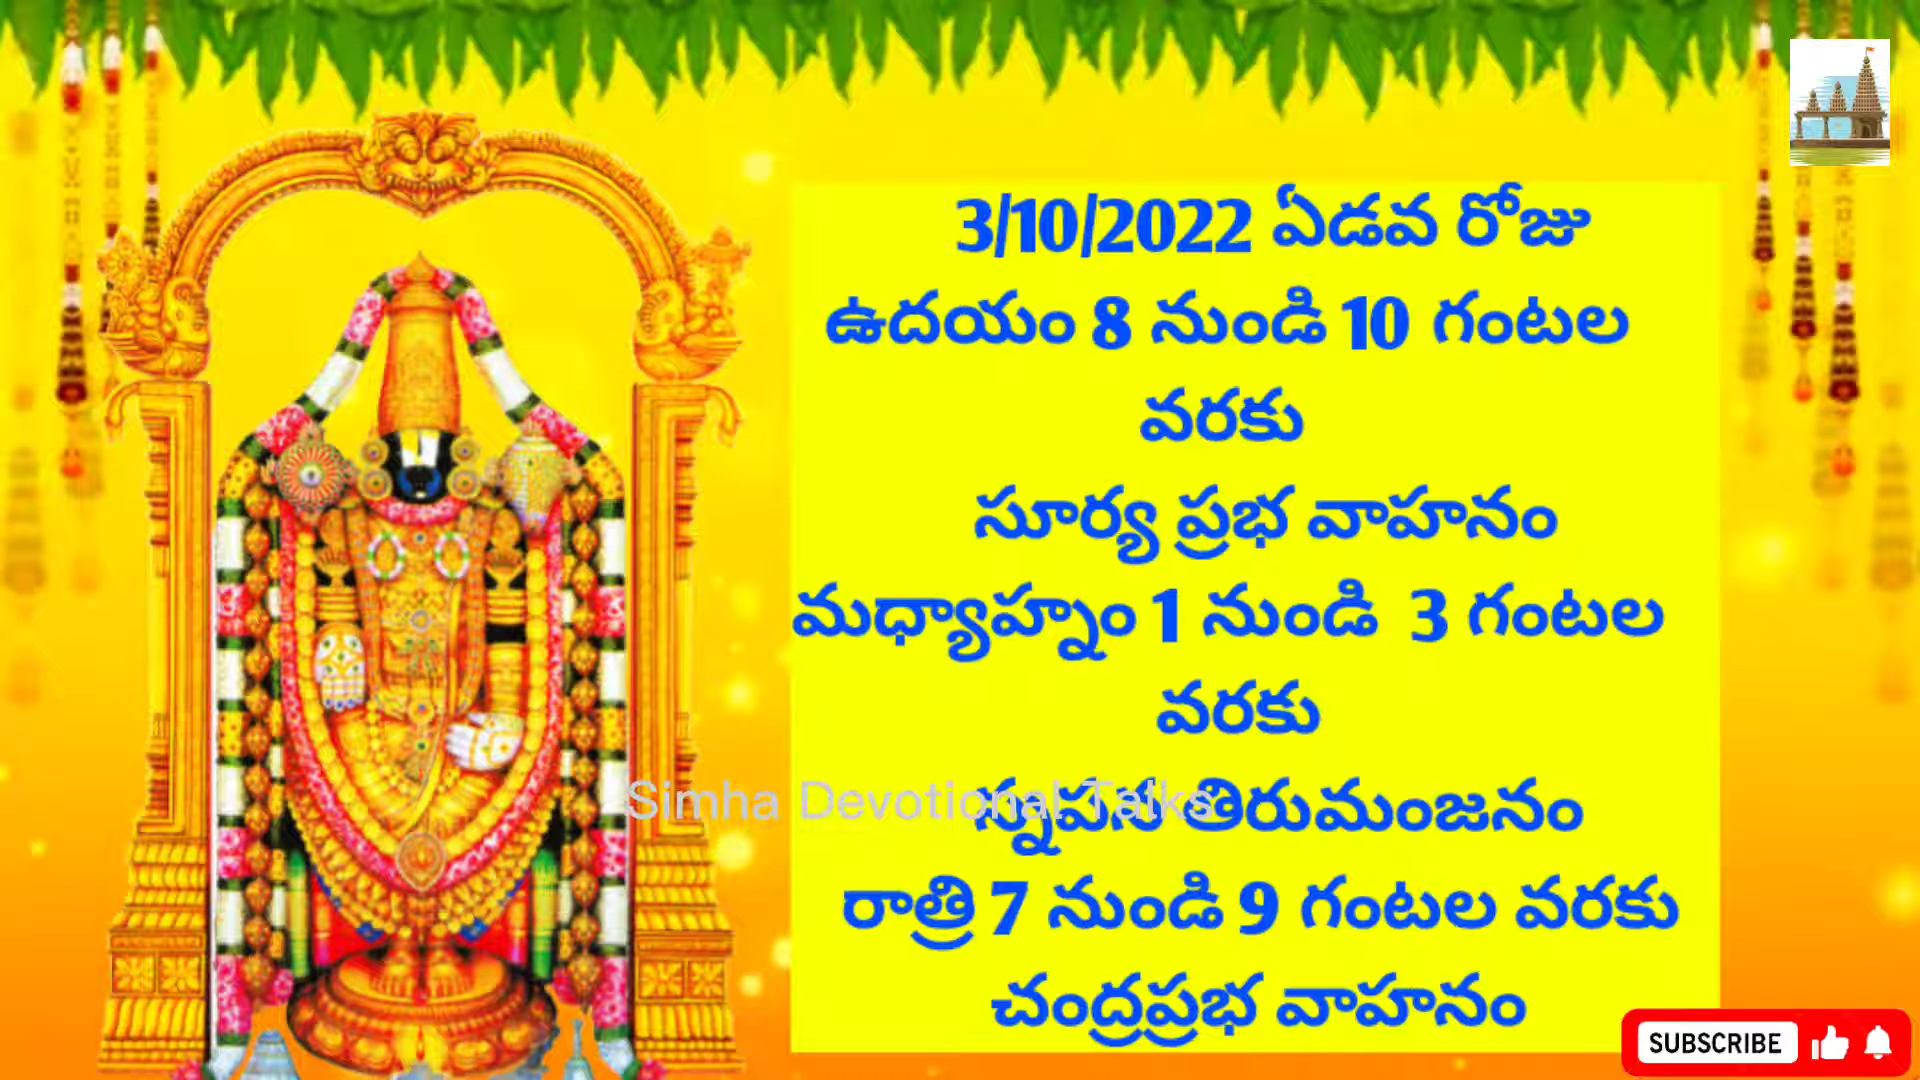 3/10/2022 ఏడవ రోజు
ఉదయం 8 నుండి 10 గంటల
వరకు
సూర్య ప్రభ వాహనం
మధ్యాహ్నం 1 నుండి 3 గంటల
వరకు
స్నపన తిరుమంజనం
Simha Devotional Talks
రాత్రి 7 నుండి 9 గంటల వరకు
చంద్రప్రభ వాహనం
SUBSCRIBE